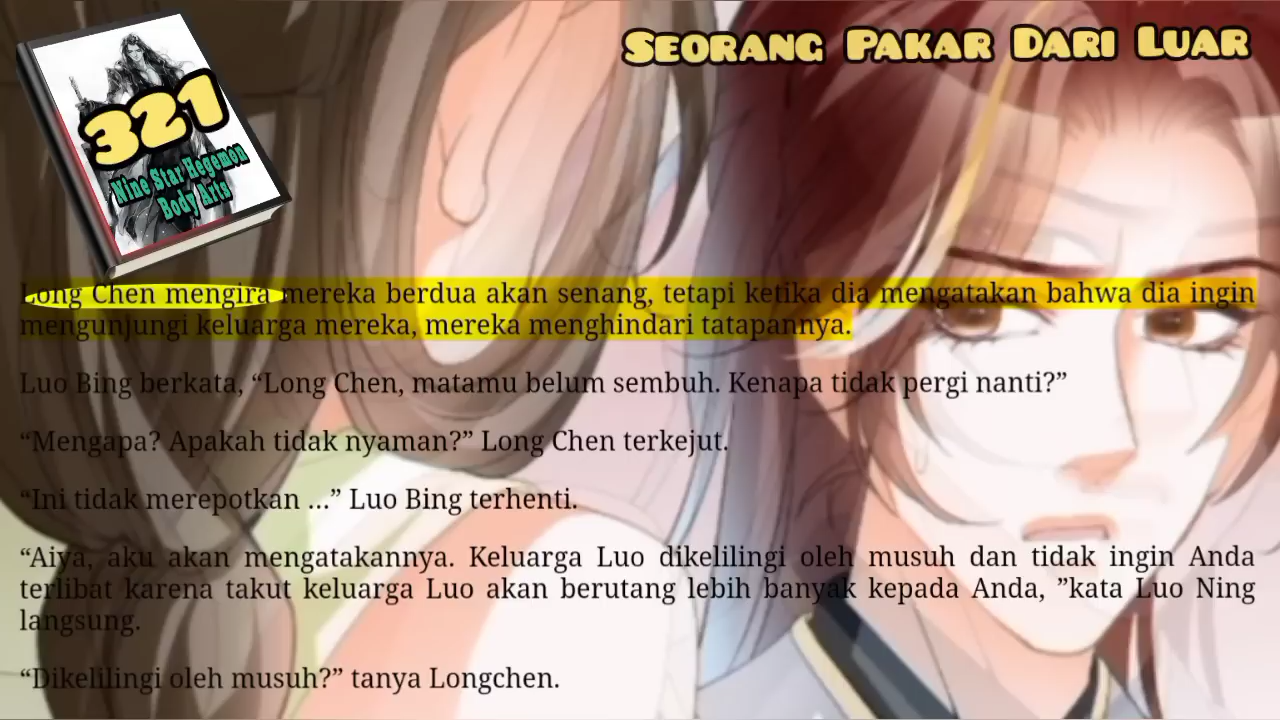 SEORANG PAKAR DARI LUAR
321
Nine Star Hegemon
Body Arts
Long Chen mengira mereka berdua akan senang, tetapi ketika dia mengatakan bahwa dia ingin
mengunjungi keluarga mereka, mereka menghindari tatapannya.
Luo Bing berkata, “Long Chen, matamu belum sembuh. Kenapa tidak pergi nanti?”
“Mengapa? Apakah tidak nyaman?” Long Chen terkejut.
“Ini tidak merepotkan ...” Luo Bing terhenti.
“Aiya, aku akan mengatakannya. Keluarga Luo dikelilingi oleh musuh dan tidak ingin Anda
terlibat karena takut keluarga Luo akan berutang lebih banyak kepada Anda, ”kata Luo Ning
langsung.
“Dikelilingi oleh musuh?” tanya Longchen.